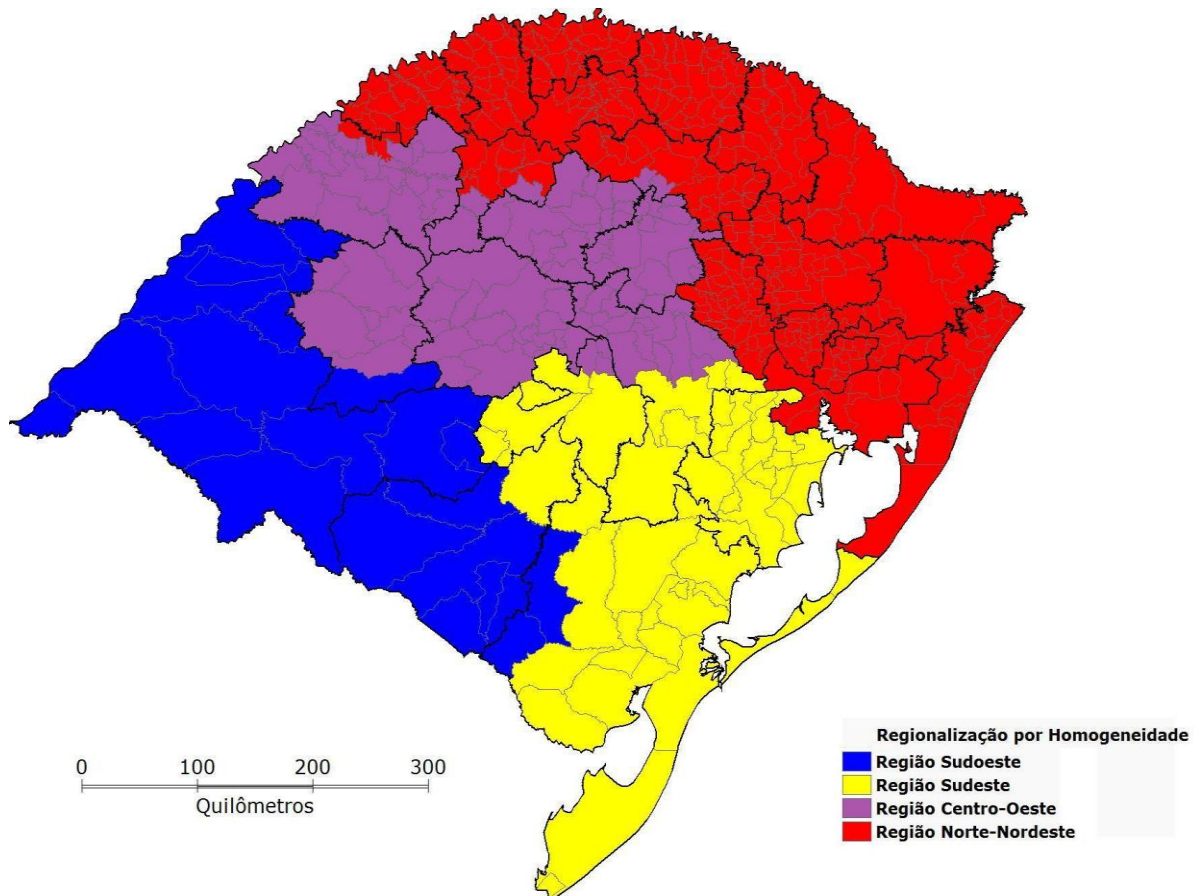 0 100 200 300
Quilômetros
Regionalização por Homogeneidade
Região Sudoeste
Região Sudeste
Região Centro-Oeste
Região Norte-Nordeste